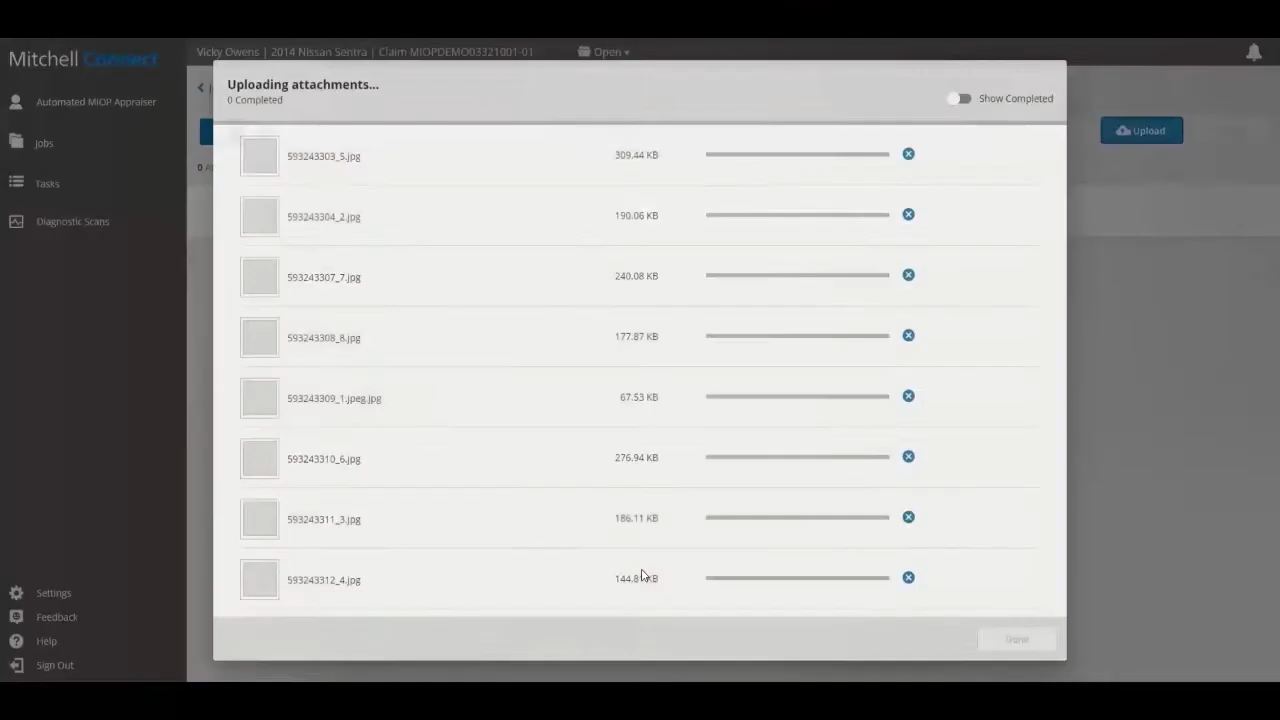 Mitchell Connect
Vicky Owens | 2014 Nissan Sentra | Claim MIOPDEMO03321001-01
Open
Automated MIOP Appraiser
Jobs
Tasks
Diagnostic Scans
Settings
Feedback
Help
Sign Out
Upload
Uploading attachments...
0 Completed
Show Completed
593243303_5.jpg 309.44 KB
593243304_2.jpg 190.06 KB
593243307_7.jpg 240.08 KB
593243308_8.jpg 177.87 KB
593243309_1.jpeg.jpg 67.53 KB
593243310_6.jpg 276.94 KB
593243311_3.jpg 186.11 KB
593243312_4.jpg KB
Done